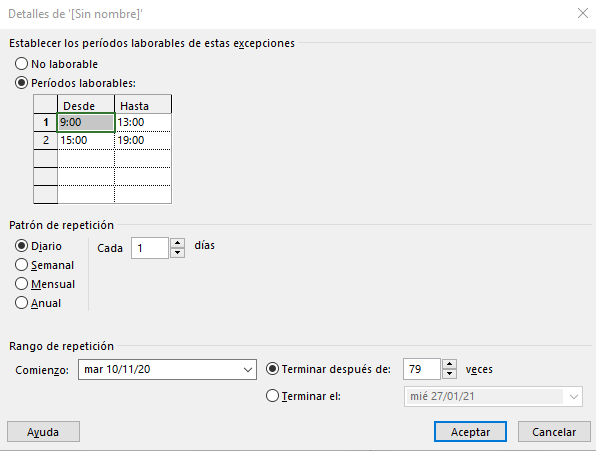 Detalles de '[Sin nombre]'
Establecer los períodos laborables de estas excepciones
No laborable
Períodos laborables:
Desde Hasta
1 9:00 13:00
2 15:00 19:00
Patrón de repetición
Diario Cada 1 días
Semanal
Mensual
Anual
Rango de repetición
Comienzo: mar 10/11/20 Terminar después de: 79 veces
Terminar el: mié 27/01/21
Ayuda Aceptar Cancelar